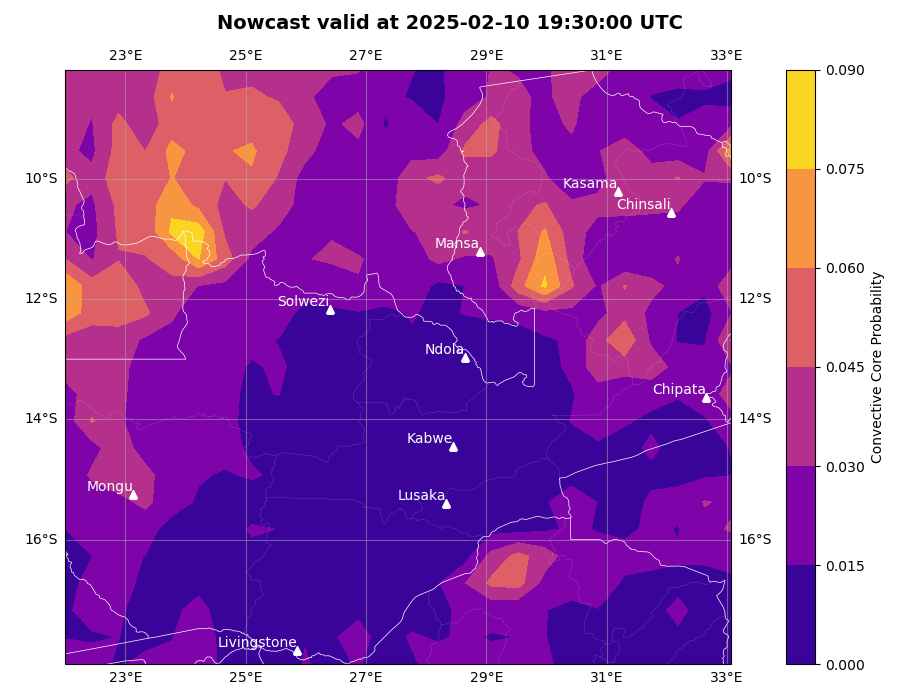 Nowcast valid at 2025-02-10 19:30:00 UTC
23°E 25°E 27°E 29°E 31°E 33°E
0.090
0.075
10°S 10°S
Kasama
Chinsali
Mansa
0.060
12°S 12°S
Solwezi
Ndola
0.045
Chipata
14°S 14°S
Kabwe
0.030
Mongu
Lusaka
16°S 16°S
0.015
Livingstone
0.000
23°E 25°E 27°E 29°E 31°E 33°E
Convective Core Probability